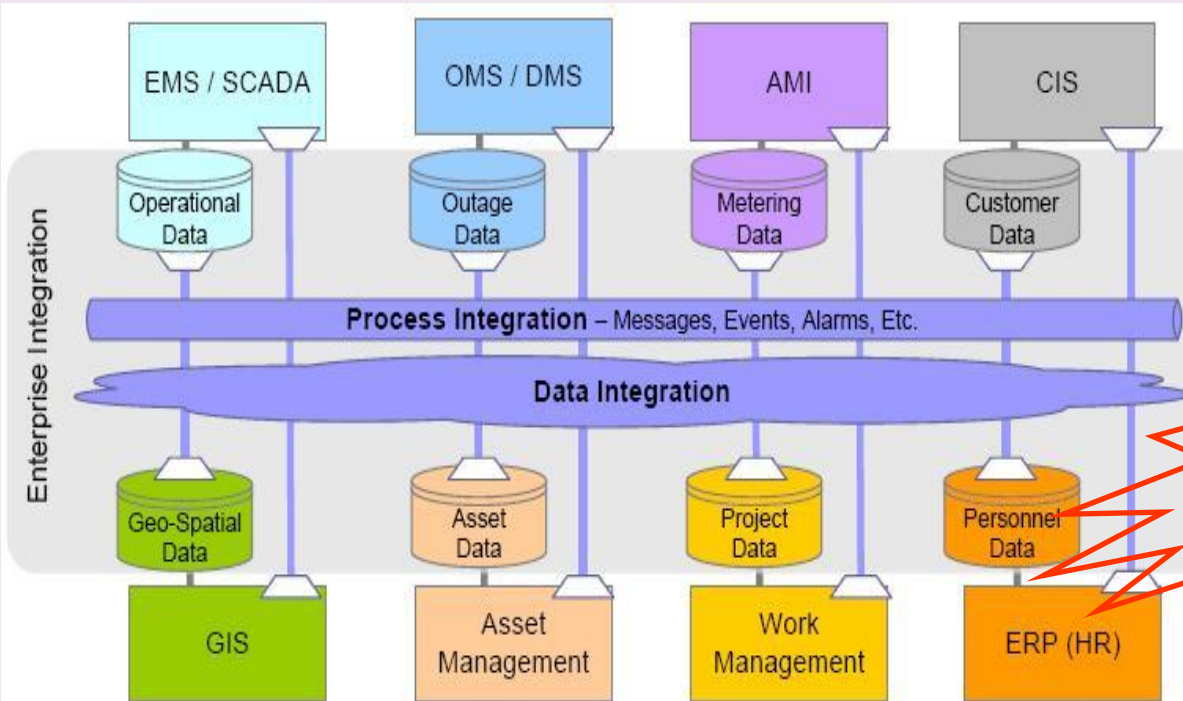 EMS / SCADA
OMS / DMS
AMI
CIS
Operational
Data
Outage
Data
Metering
Data
Customer
Data
Enterprise Integration
Process Integration – Messages, Events, Alarms, Etc.
Data Integration
Geo-Spatial
Data
Asset
Data
Project
Data
Personnel
Data
GIS
Asset
Management
Work
Management
ERP (HR)